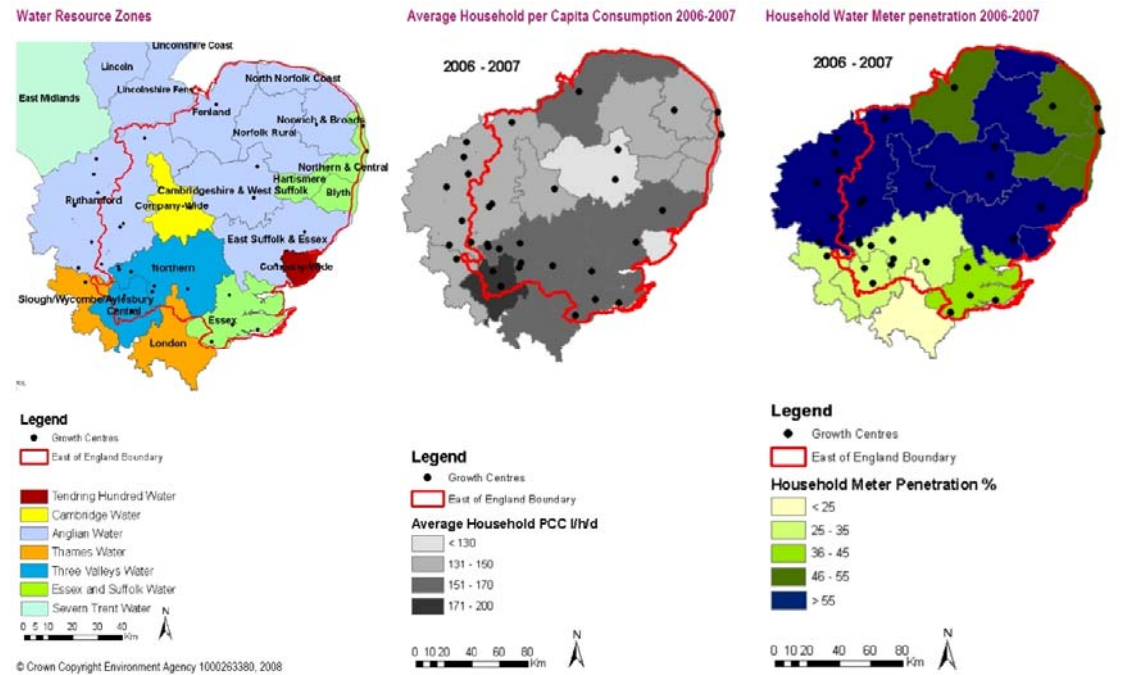 Water Resource Zones
Average Household per Capita Consumption 2006-2007
Household Water Meter penetration 2006-2007
Lincolnshire Coast
Lincoln
East Midlands
Lincolnshire Fens
North Norfolk Coast
Fenland
Norwich & Broads
Norfolk Rural
Northern & Central
Hartismere
Cambridgeshire & West Suffolk
Blyth
Ruthamford
Company-Wide
East Suffolk & Essex
Northern
Company-Wide
Slough/Wycombe/Aylesbury
Central
Essex
London
2006 - 2007
2006 - 2007
Legend
Growth Centres
East of England Boundary
Tendring Hundred Water
Cambridge Water
Anglian Water
Thames Water
Three Valleys Water
Essex and Suffolk Water
Severn Trent Water
N
0 5 10 20 30 40
Km
© Crown Copyright Environment Agency 1000263380, 2008
Legend
Growth Centres
East of England Boundary
Average Household PCC l/h/d
< 130
131 - 150
151 - 170
171 - 200
N
0 10 20 40 60 80
Km
Legend
Growth Centres
East of England Boundary
Household Meter Penetration %
< 25
25 - 35
36 - 45
46 - 55
> 55
N
0 10 20 40 60 80
Km